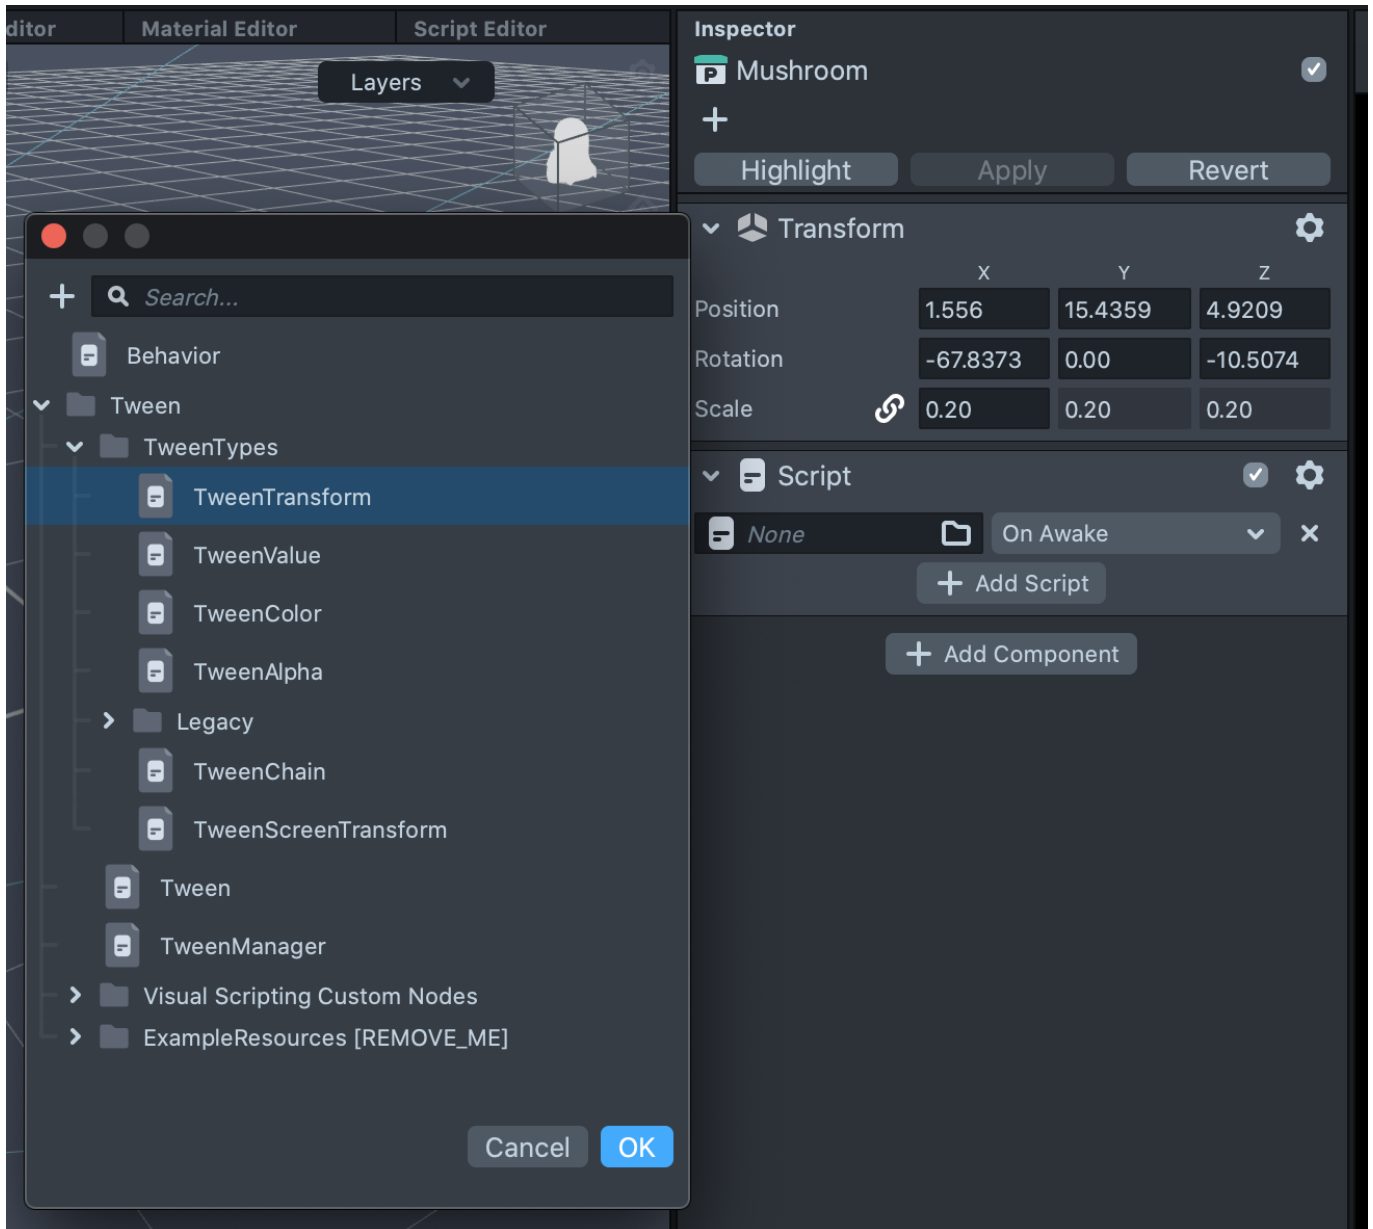 ditor
Material Editor
Script Editor
Layers
Search...
Behavior
Tween
TweenTypes
TweenTransform
TweenValue
TweenColor
TweenAlpha
Legacy
TweenChain
TweenScreenTransform
Tween
TweenManager
Visual Scripting Custom Nodes
ExampleResources [REMOVE_ME]
Cancel OK
Inspector
P Mushroom
Highlight Apply Revert
Transform
X Y Z
Position 1.556 15.4359 4.9209
Rotation -67.8373 0.00 -10.5074
Scale 0.20 0.20 0.20
Script
None On Awake
Add Script
Add Component